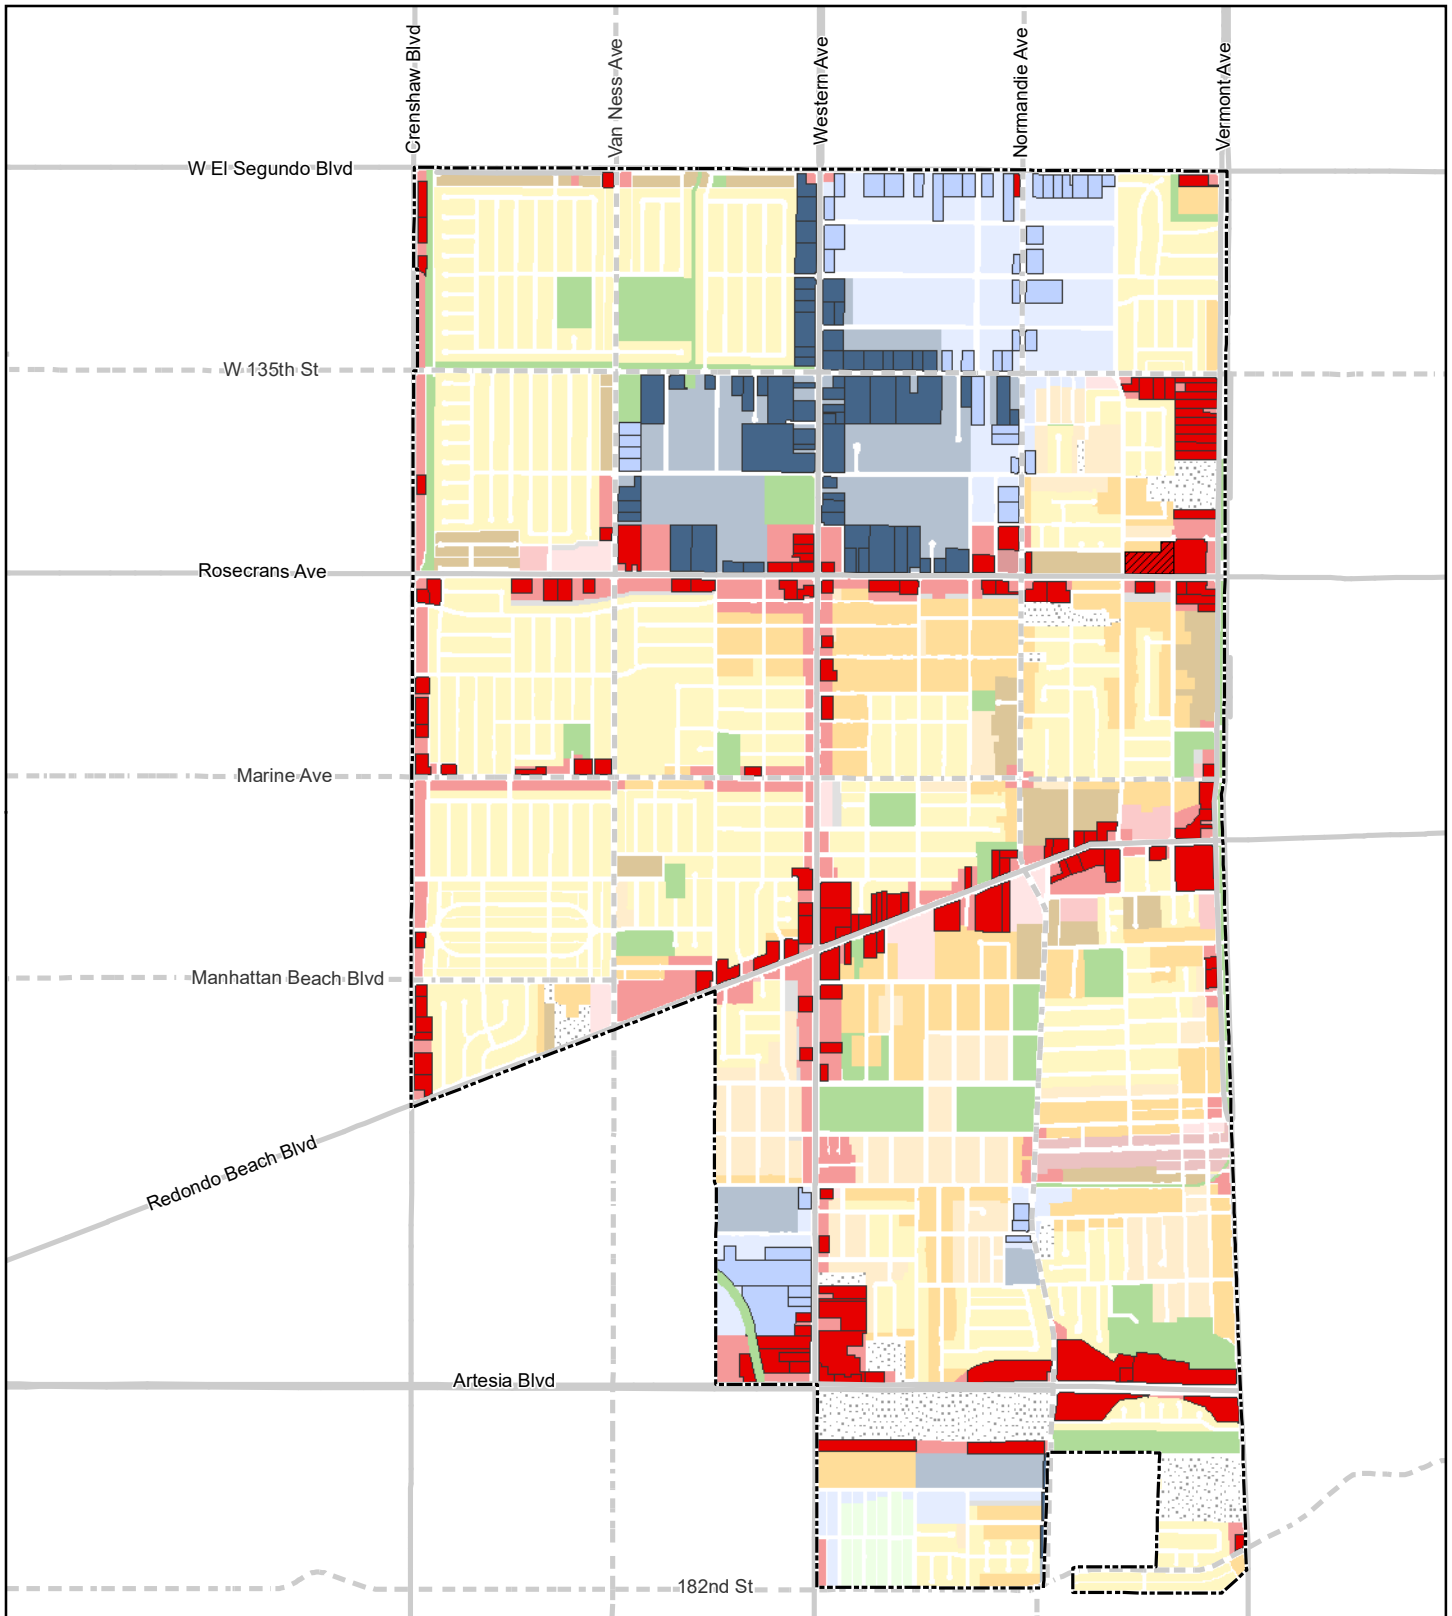 Crenshaw Blvd
Van Ness Ave
Western Ave
Normandie Ave
Vermont Ave
W El Segundo Blvd
W 135th St
Rosecrans Ave
Marine Ave
Manhattan Beach Blvd
Redondo Beach Blvd
Artesia Blvd
182nd St